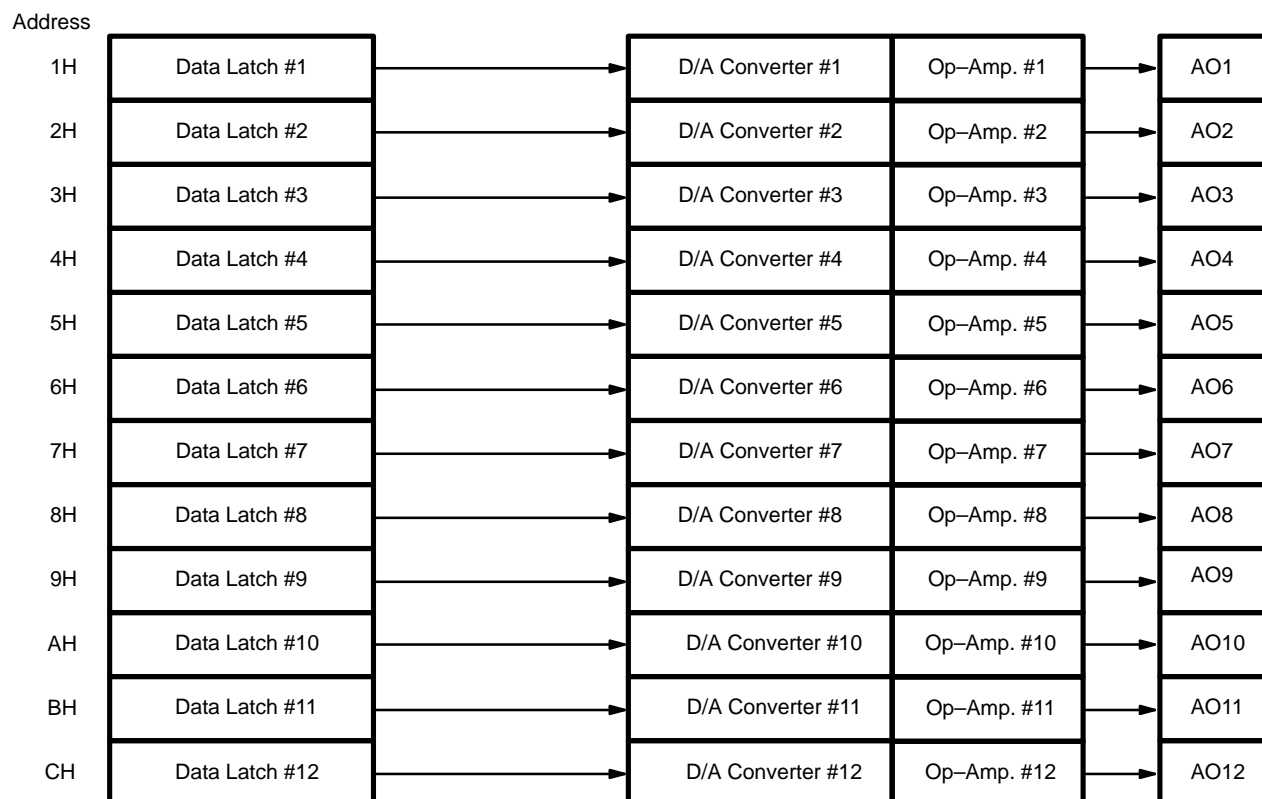 Address
1H Data Latch #1 D/A Converter #1 Op–Amp. #1 AO1
2H Data Latch #2 D/A Converter #2 Op–Amp. #2 AO2
3H Data Latch #3 D/A Converter #3 Op–Amp. #3 AO3
4H Data Latch #4 D/A Converter #4 Op–Amp. #4 AO4
5H Data Latch #5 D/A Converter #5 Op–Amp. #5 AO5
6H Data Latch #6 D/A Converter #6 Op–Amp. #6 AO6
7H Data Latch #7 D/A Converter #7 Op–Amp. #7 AO7
8H Data Latch #8 D/A Converter #8 Op–Amp. #8 AO8
9H Data Latch #9 D/A Converter #9 Op–Amp. #9 AO9
AH Data Latch #10 D/A Converter #10 Op–Amp. #10 AO10
BH Data Latch #11 D/A Converter #11 Op–Amp. #11 AO11
CH Data Latch #12 D/A Converter #12 Op–Amp. #12 AO12